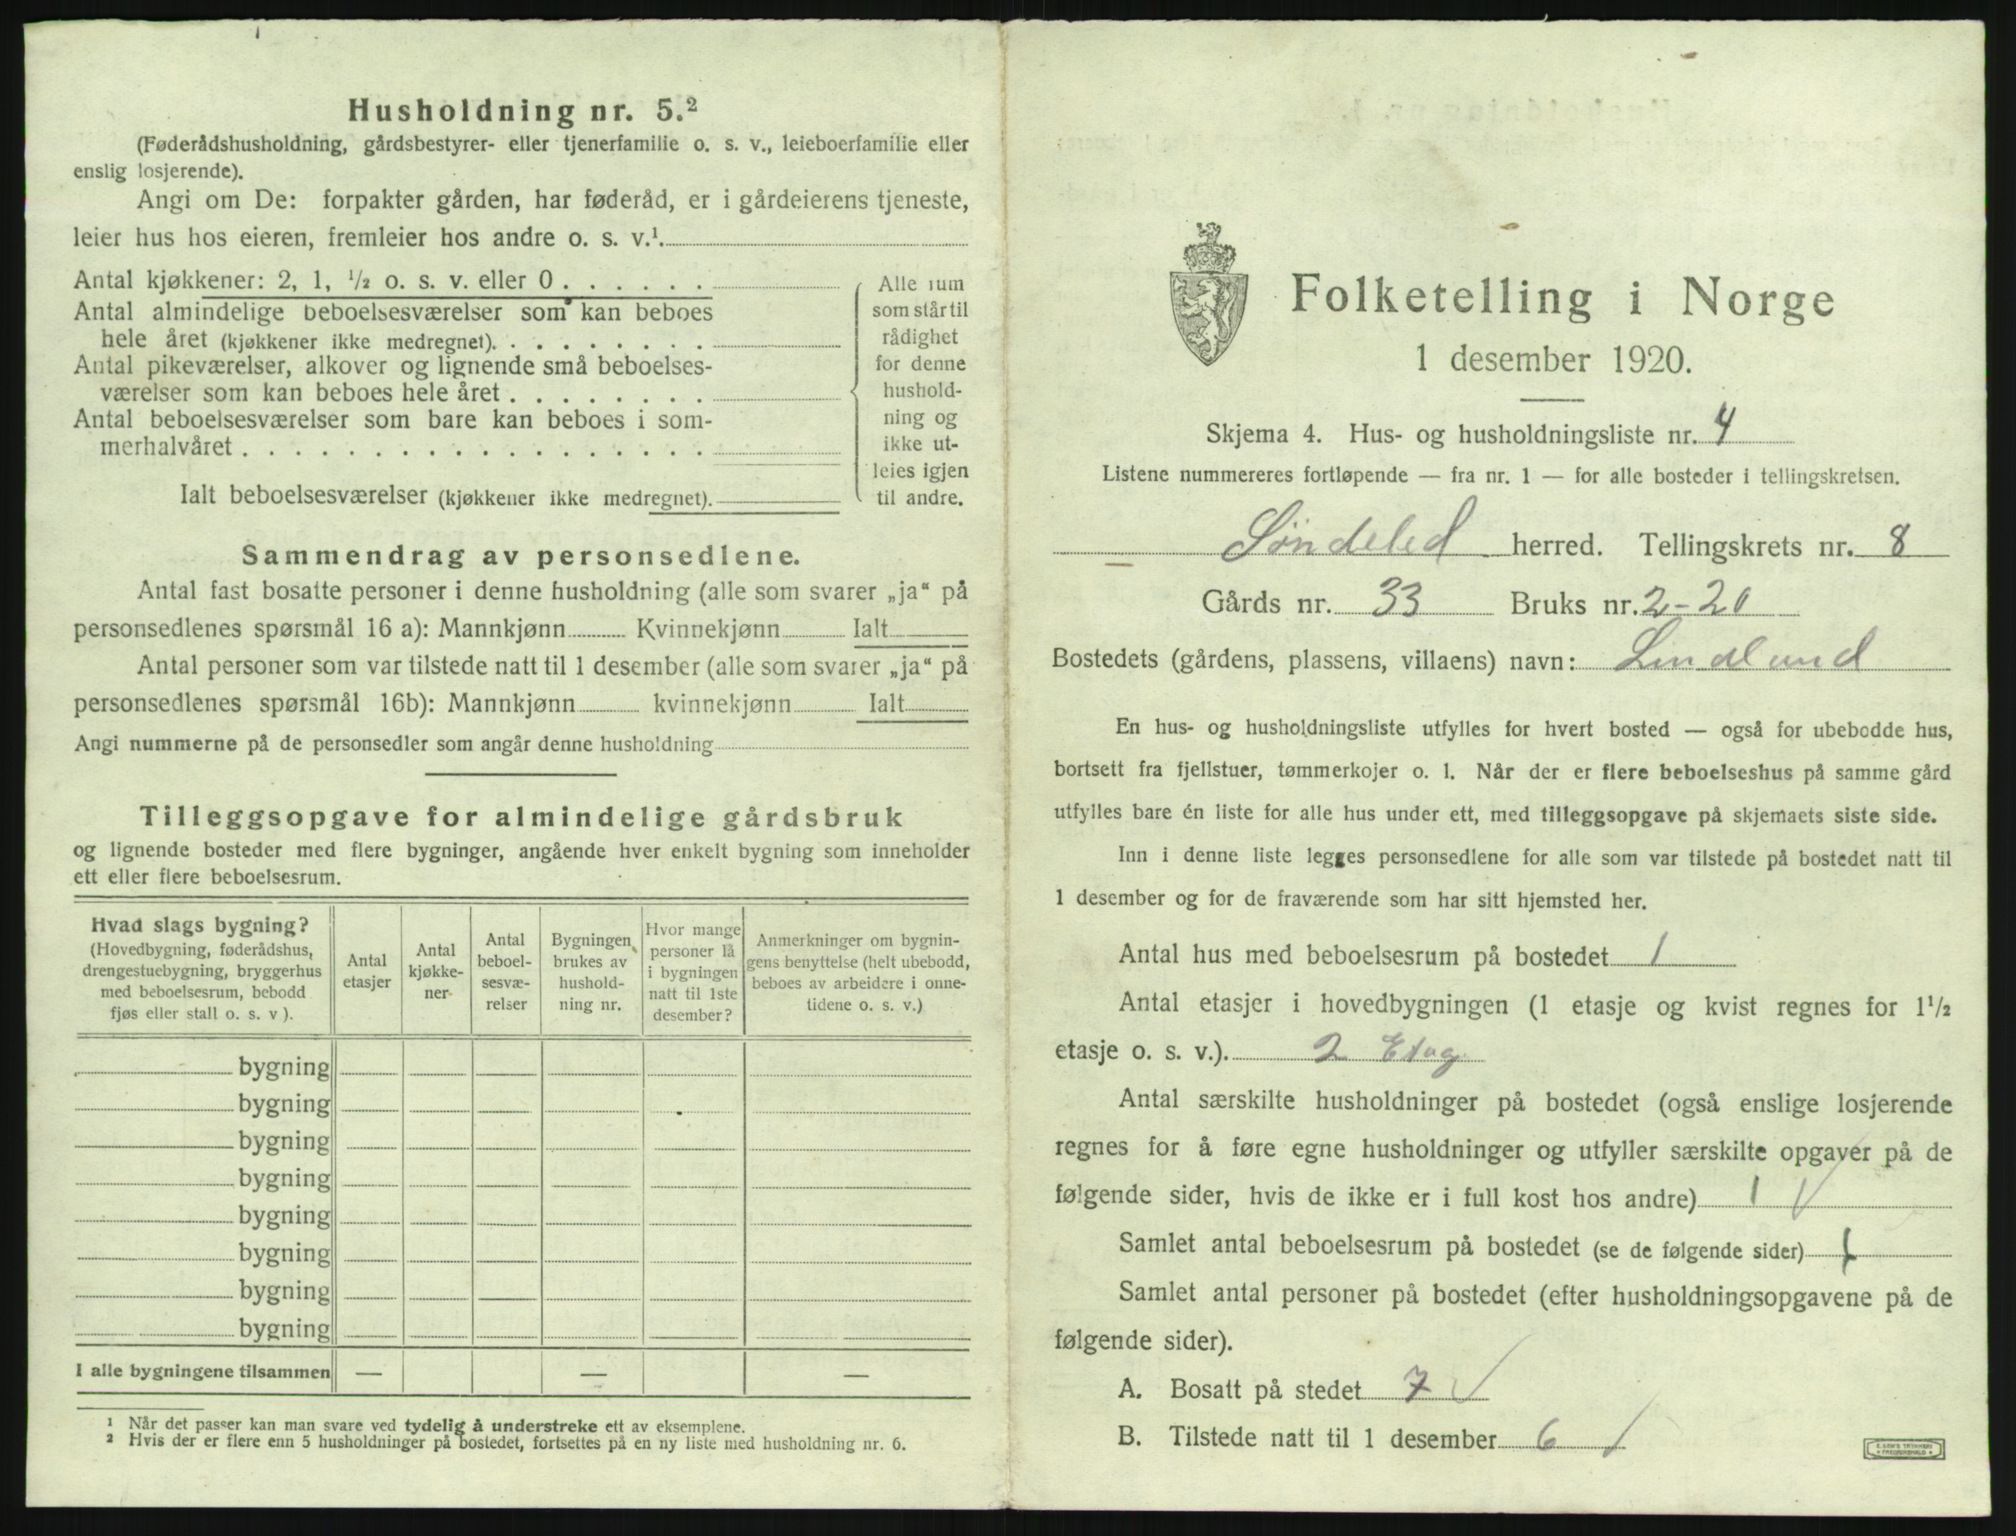 Husholdning nr. 5.²
(Føderådshusholdning, gårdsbestyrer- eller tjenerfamilie o. s. v., leieboerfamilie eller
enslig losjerende).
Angi om De: forpakter gården, har føderåd, er i gårdeierens tjeneste,
leier hus hos eieren, fremleier hos andre o. s. v.¹.
Antal kjøkkener: 2, 1, ½ o. s. v. eller 0 . . . . . .
Antal almindelige beboelsesværelser som kan beboes
hele året (kjøkkener ikke medregnet). . . . . . . . .
Antal pikeværelser, alkover og lignende små beboelses-
værelser som kan beboes hele året . . . . . . . .
Antal beboelsesværelser som bare kan beboes i som-
merhalvåret . . . . . . . . . . . . . . . . . .
Ialt beboelsesværelser (kjøkkener ikke medregnet).
Alle rum
som står til
rådighet
for denne
hushold-
ning og
ikke ut-
leies igjen
til andre.
Sammendrag av personsedlene.
Antal fast bosatte personer i denne husholdning (alle som svarer „ja“ på
personsedlenes spørsmål 16 a): Mannkjønn Kvinnekjønn Ialt
Antal personer som var tilstede natt til 1 desember (alle som svarer „ja“ på
personsedlenes spørsmål 16b): Mannkjønn kvinnekjønn Ialt
Angi nummerne på de personsedler som angår denne husholdning
Tilleggsopgave for almindelige gårdsbruk
og lignende bosteder med flere bygninger, angående hver enkelt bygning som inneholder
ett eller flere beboelsesrum.
Hvad slags bygning?
(Hovedbygning, føderådshus,
drengestuebygning, bryggerhus
med beboelsesrum, bebodd
fjøs eller stall o. s. v ).
Antal
etasjer
Antal
kjøkke-
ner
Antal
beboel-
sesvæ-
relser
Bygningen
brukes av
hushold-
ning nr.
Hvor mange
personer lå
i bygningen
natt til 1ste
desember?
Anmerkninger om bygnin-
gens benyttelse (helt ubebodd,
beboes av arbeidere i onne-
tidene o. s. v.)
bygning
bygning
bygning
bygning
bygning
bygning
bygning
bygning
I alle bygningene tilsammen — — —
¹ Når det passer kan man svare ved tydelig å understreke ett av eksemplene.
² Hvis der er flere enn 5 husholdninger på bostedet, fortsettes på en ny liste med husholdning nr. 6.
Folketelling i Norge
1 desember 1920.
Skjema 4. Hus- og husholdningsliste nr. 4
Listene nummereres fortløpende — fra nr. 1 — for alle bosteder i tellingskretsen.
Søndeled herred. Tellingskrets nr. 8
Gårds nr. 33 Bruks nr. 2-20
Bostedets (gårdens, plassens, villaens) navn: Lindlund
En hus- og husholdningsliste utfylles for hvert bosted — også for ubebodde hus,
bortsett fra fjellstuer, tømmerkojer o. l. Når der er flere beboelseshus på samme gård
utfylles bare én liste for alle hus under ett, med tilleggsopgave på skjemaets siste side.
Inn i denne liste legges personsedlene for alle som var tilstede på bostedet natt til
1 desember og for de fraværende som har sitt hjemsted her.
Antal hus med beboelsesrum på bostedet 1
Antal etasjer i hovedbygningen (1 etasje og kvist regnes for 1½
etasje o. s. v.). 2 Etag
Antal særskilte husholdninger på bostedet (også enslige losjerende
regnes for å føre egne husholdninger og utfyller særskilte opgaver på de
følgende sider, hvis de ikke er i full kost hos andre) 1 √
Samlet antal beboelsesrum på bostedet (se de følgende sider)
Samlet antal personer på bostedet (efter husholdningsopgavene på de
følgende sider).
A. Bosatt på stedet 7 √
B. Tilstede natt til 1 desember 6 /